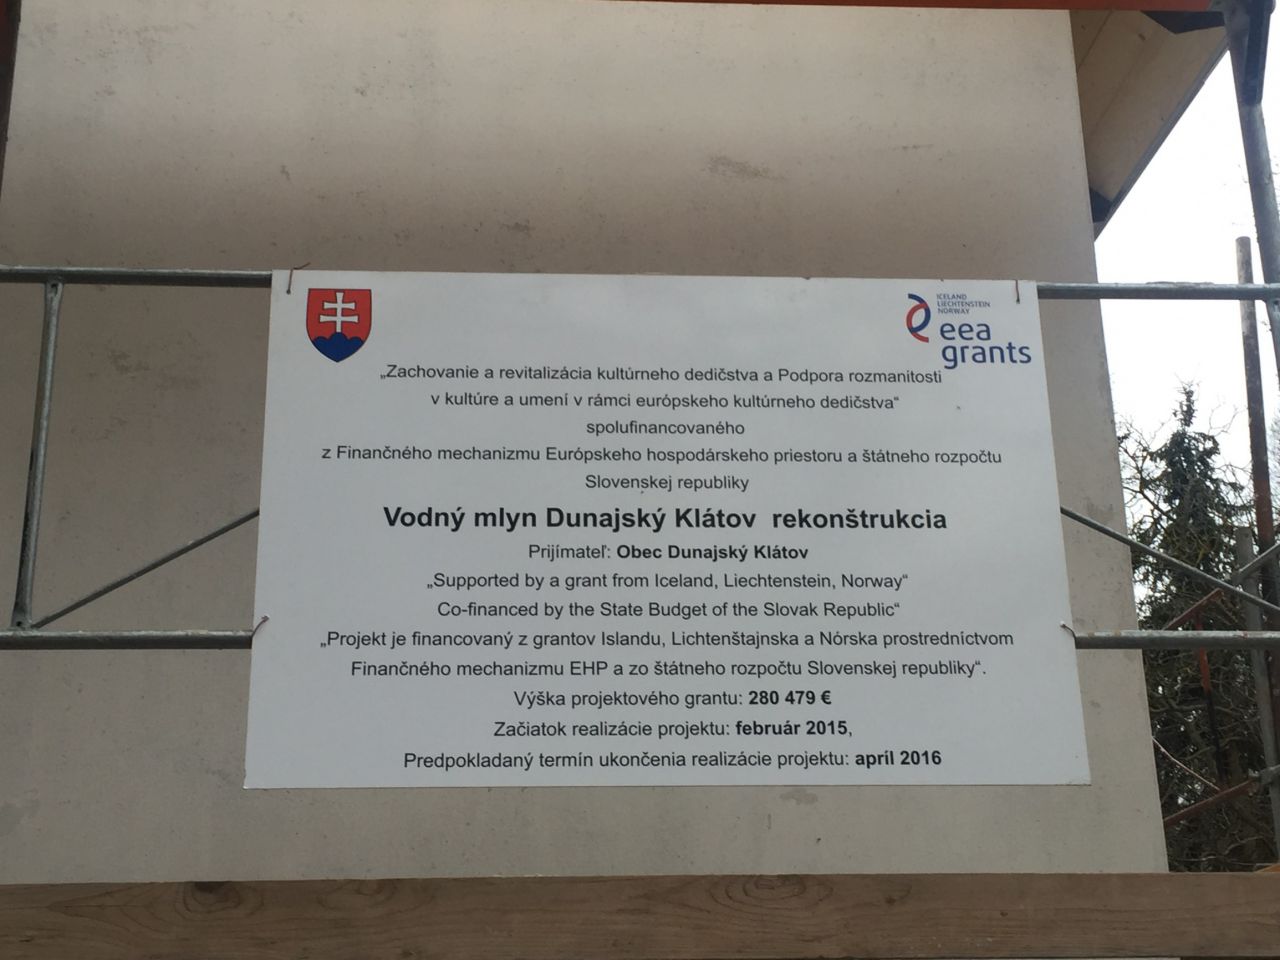 ICELAND
LIECHTENSTEIN
NORWAY
eea
grants
„Zachovanie a revitalizácia kultúrneho dedičstva a Podpora rozmanitosti
v kultúre a umení v rámci európskeho kultúrneho dedičstva“
spolufinancovaného
z Finančného mechanizmu Európskeho hospodárskeho priestoru a štátneho rozpočtu
Slovenskej republiky
Vodný mlyn Dunajský Klátov rekonštrukcia
Prijímateľ: Obec Dunajský Klátov
„Supported by a grant from Iceland, Liechtenstein, Norway“
Co-financed by the State Budget of the Slovak Republic“
„Projekt je financovaný z grantov Islandu, Lichtenštajnska a Nórska prostredníctvom
Finančného mechanizmu EHP a zo štátneho rozpočtu Slovenskej republiky“.
Výška projektového grantu: 280 479 €
Začiatok realizácie projektu: február 2015,
Predpokladaný termín ukončenia realizácie projektu: apríl 2016